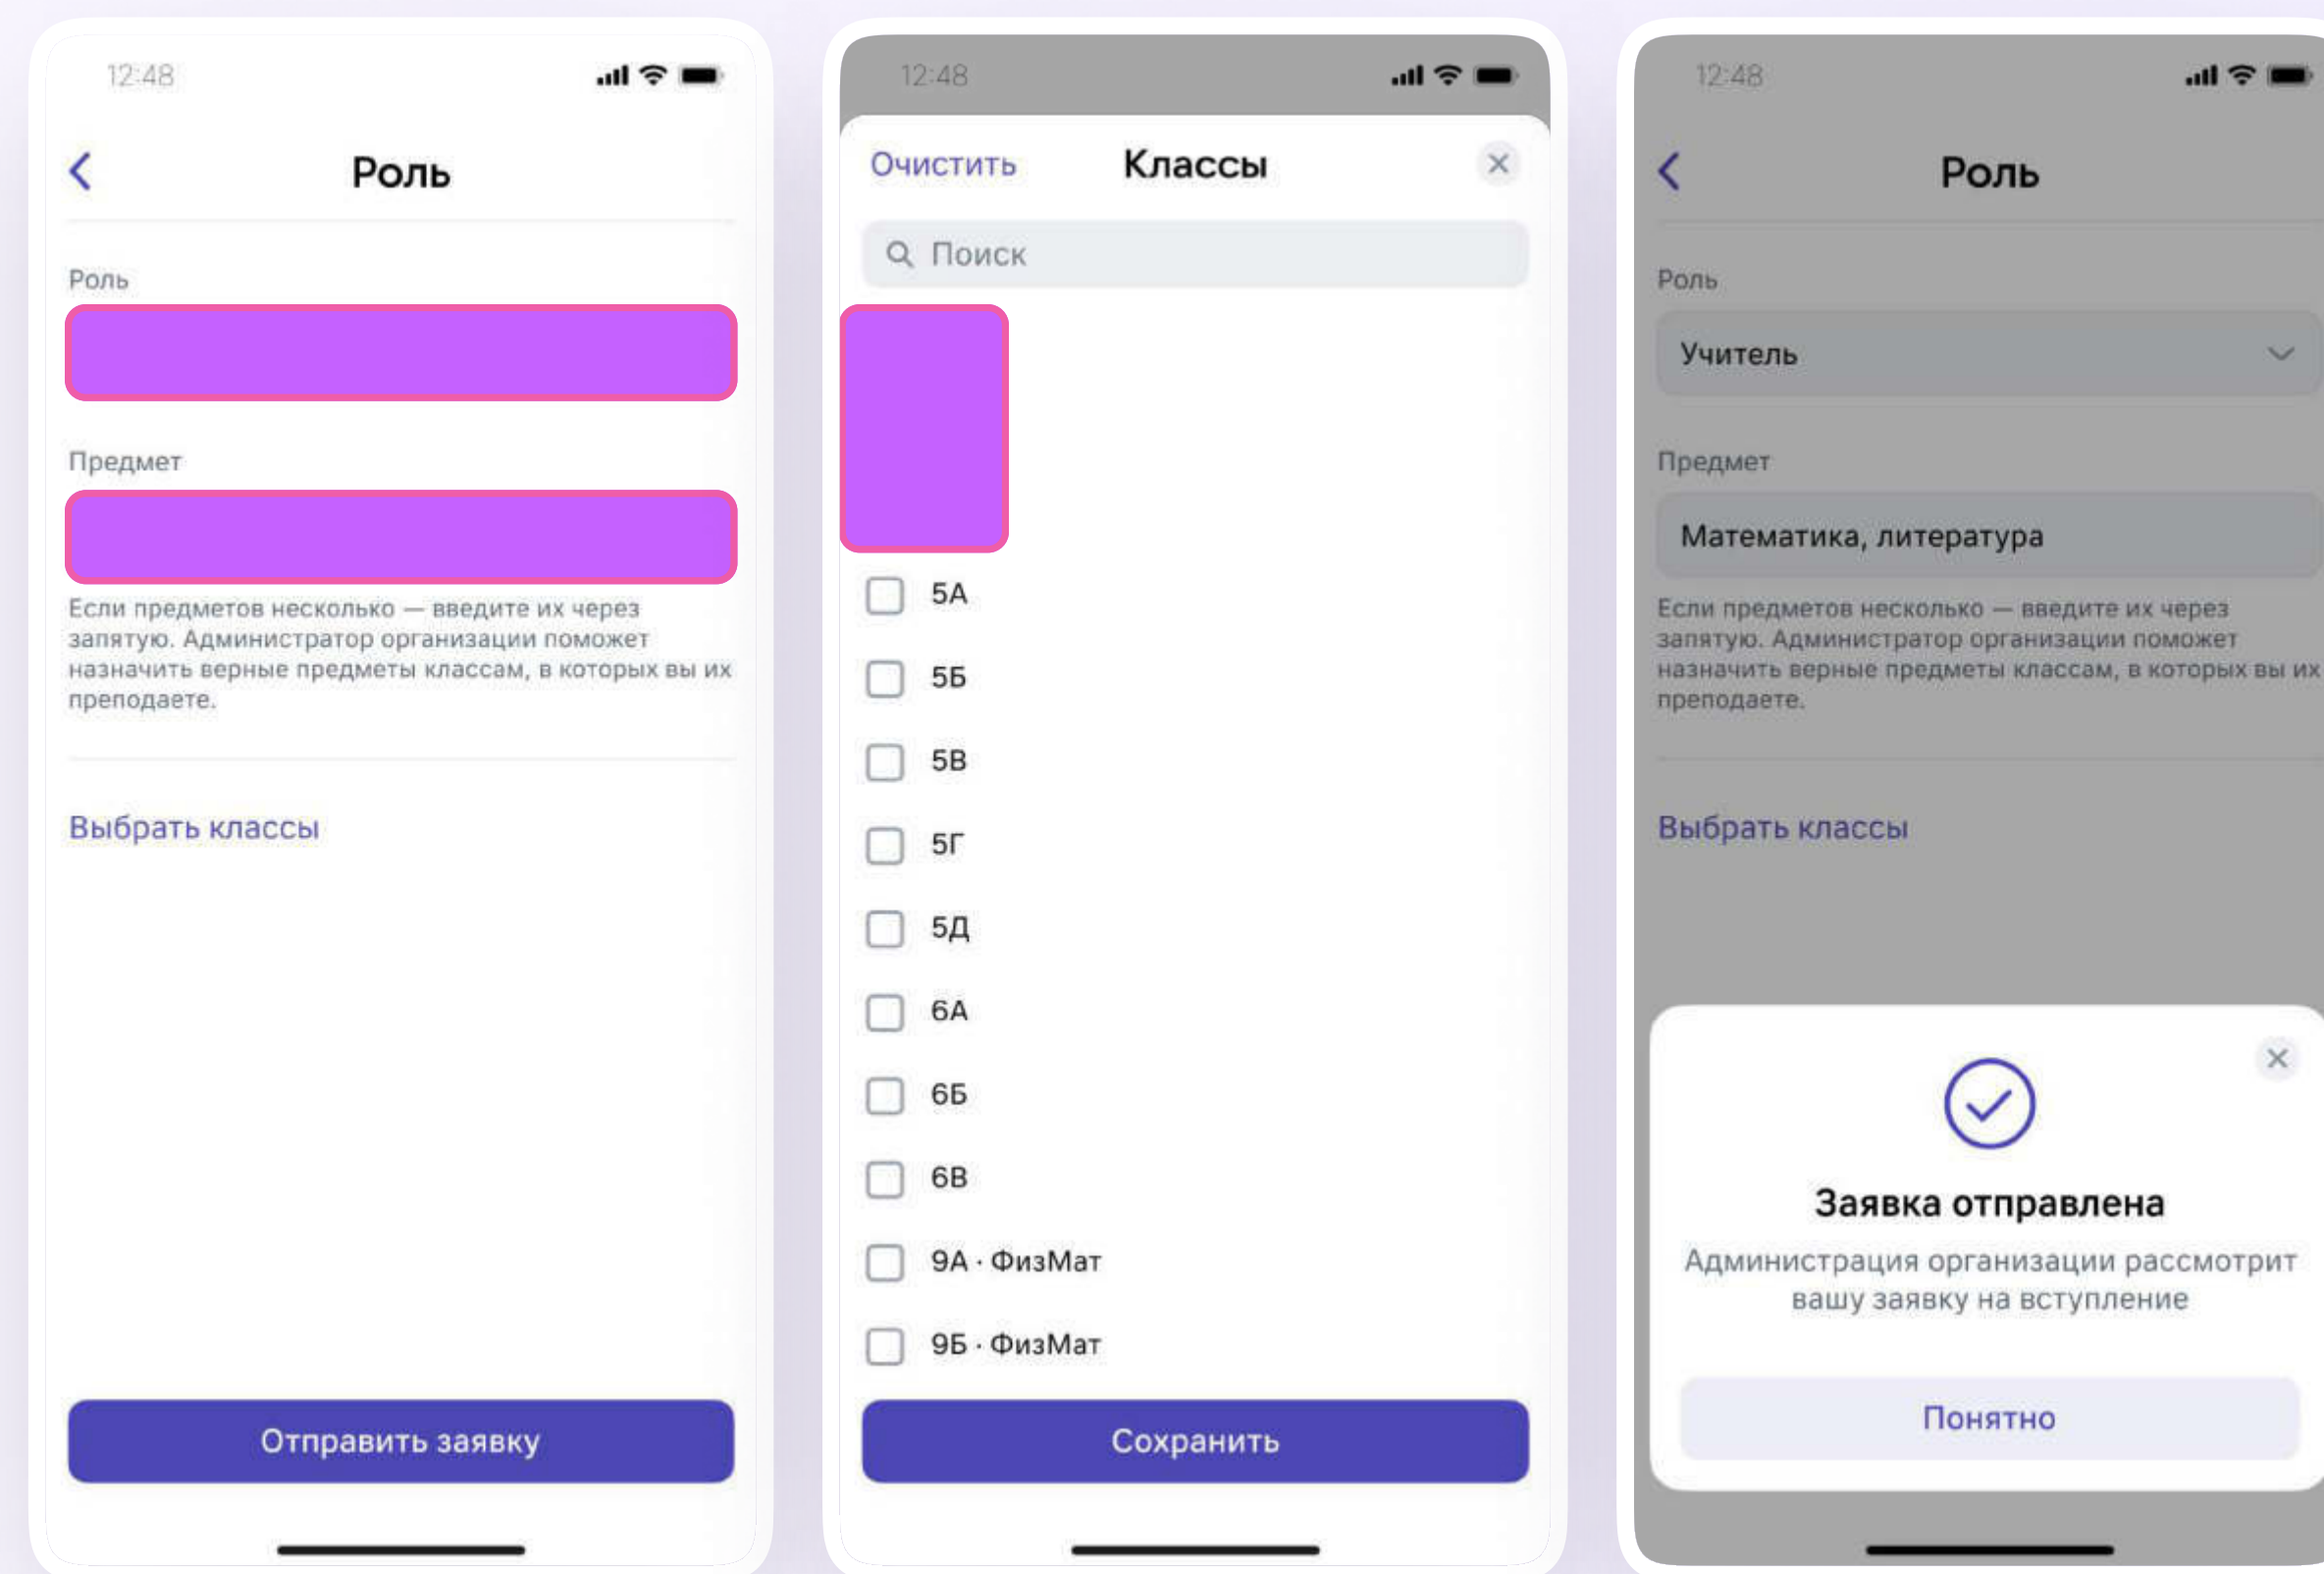 12:48
Роль
Роль
Предмет
Если предметов несколько — введите их через
запятую. Администратор организации поможет
назначить верные предметы классам, в которых вы их
преподаете.
Выбрать классы
Отправить заявку
12:48
Очистить
Классы
Поиск
5А
5Б
5В
5Г
5Д
6А
6Б
6В
9А · ФизМат
9Б · ФизМат
Сохранить
12:48
Роль
Роль
Учитель
Предмет
Математика, литература
Если предметов несколько — введите их через
запятую. Администратор организации поможет
назначить верные предметы классам, в которых вы их
преподаете.
Выбрать классы
Заявка отправлена
Администрация организации рассмотрит
вашу заявку на вступление
Понятно